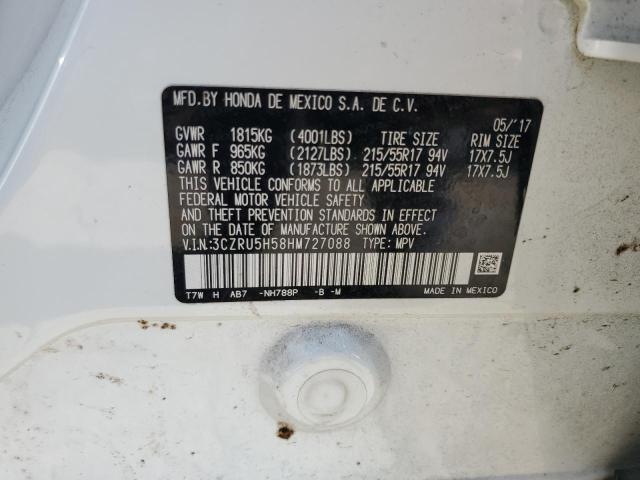 MFD.BY HONDA DE MEXICO S.A. DE C.V.
05/'17
GVWR 1815KG (4001LBS) TIRE SIZE RIM SIZE
GAWR F 965KG (2127LBS) 215/55R17 94V 17X7.5J
GAWR R 850KG (1873LBS) 215/55R17 94V 17X7.5J
THIS VEHICLE CONFORMS TO ALL APPLICABLE
FEDERAL MOTOR VEHICLE SAFETY
AND THEFT PREVENTION STANDARDS IN EFFECT
ON THE DATE OF MANUFACTURE SHOWN ABOVE.
V.I.N:3CZRU5H58HM727088 TYPE: MPV
T7W H AB7 -NH788P -B -M MADE IN MEXICO